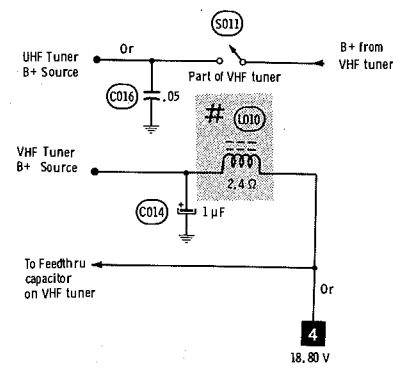 S011
Or
UHF Tuner
B+ Source
B+ from
VHF tuner
Part of VHF tuner
C016
.05
#
L010
VHF Tuner
B+ Source
2.4 Ω
C014
+
1 µF
To Feedthru
capacitor
on VHF tuner
Or
4
18.80 V